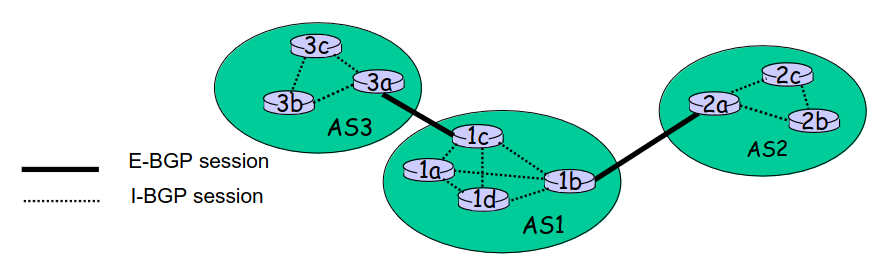 3c
3a
3b
AS3
2c
2a
2b
AS2
1c
1a
1b
1d
AS1
E-BGP session
I-BGP session